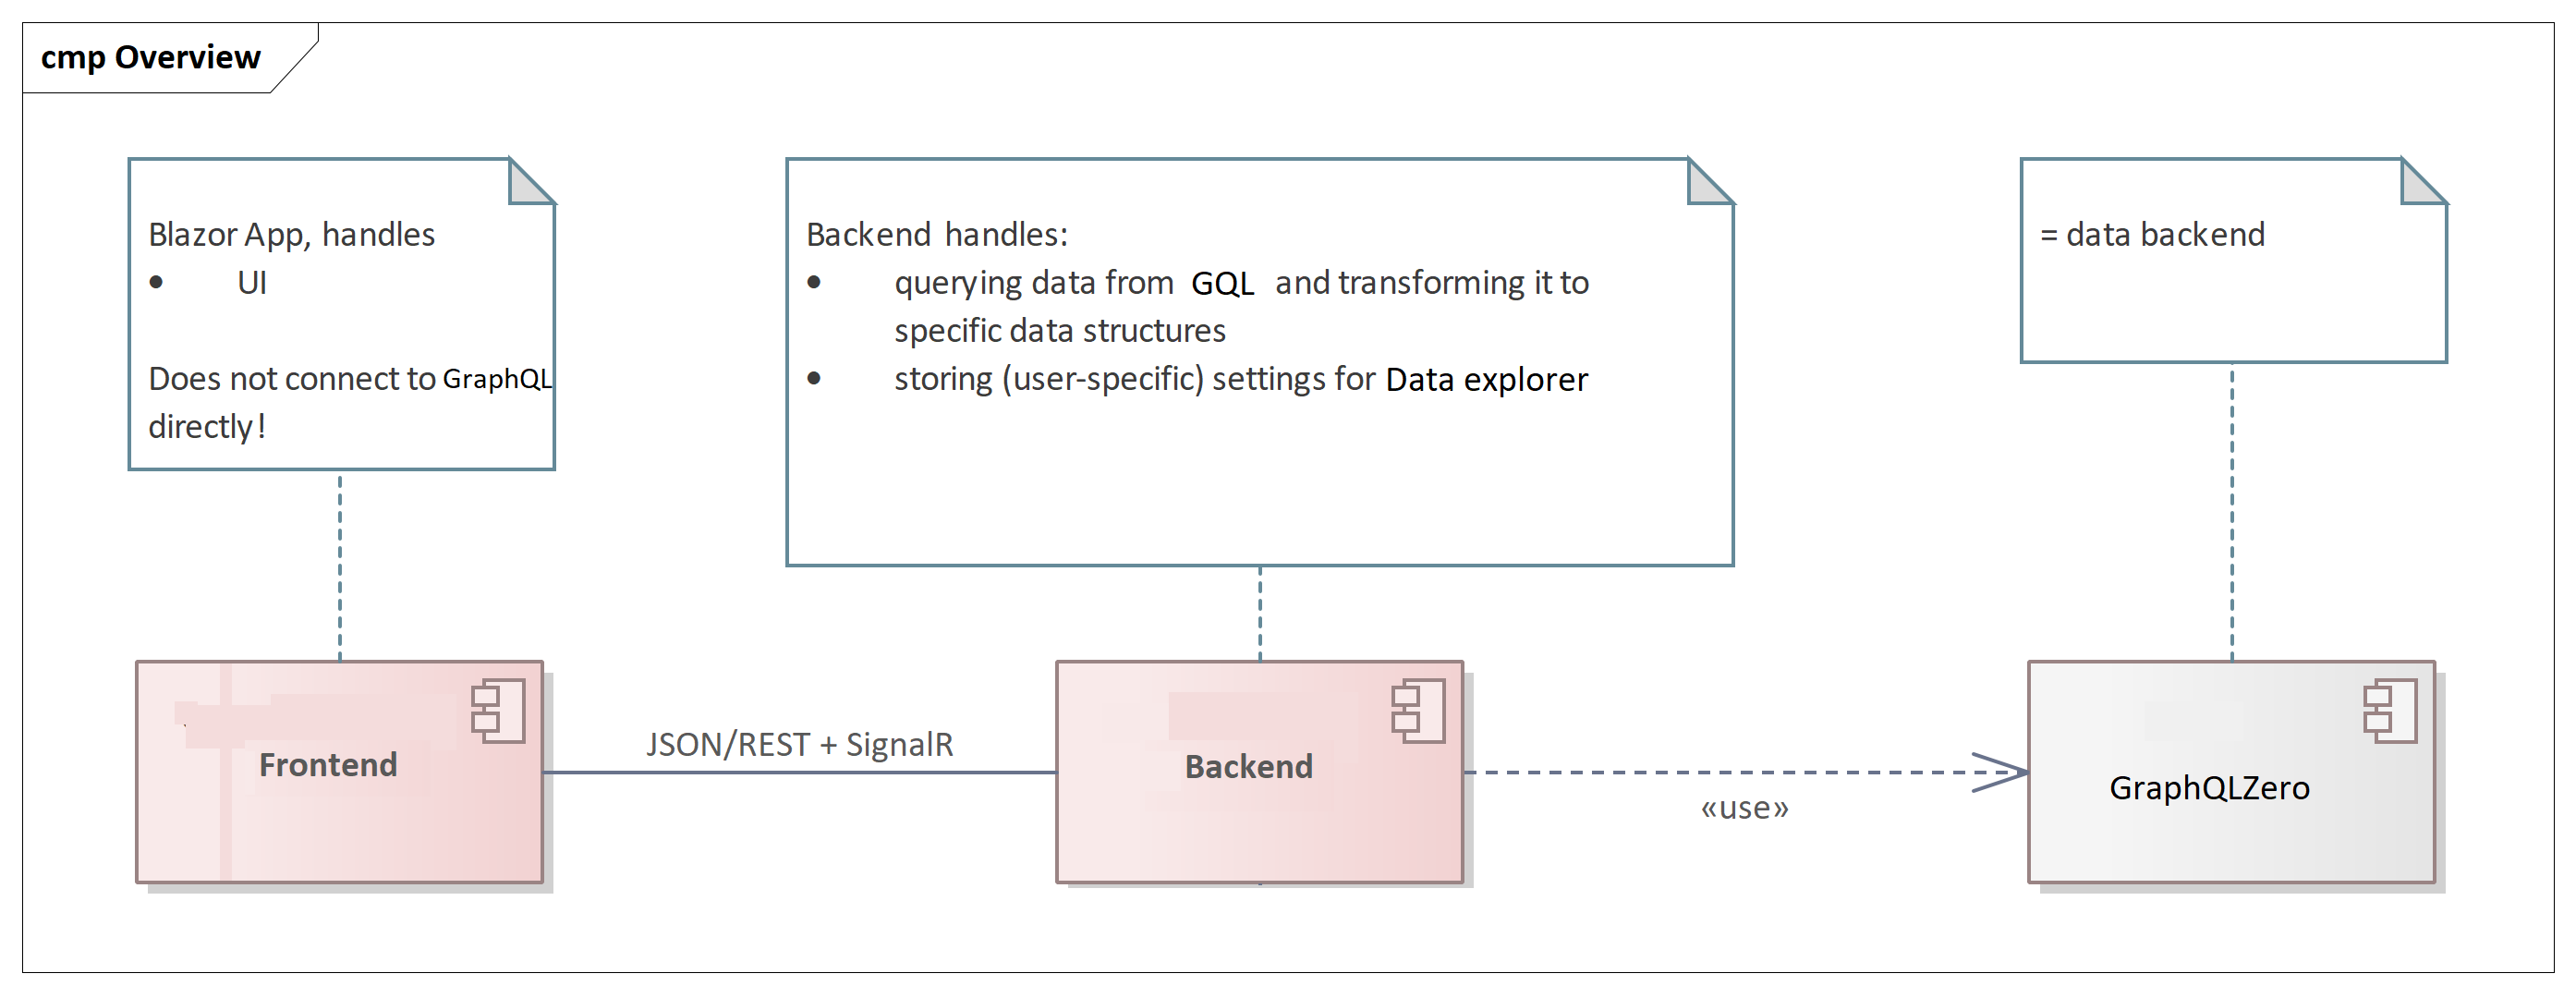 cmp Overview
Blazor App, handles
• UI
Does not connect to GraphQL
directly!
Backend handles:
• querying data from GQL and transforming it to
specific data structures
• storing (user-specific) settings for Data explorer
= data backend
Frontend
JSON/REST + SignalR
Backend
«use»
GraphQLZero